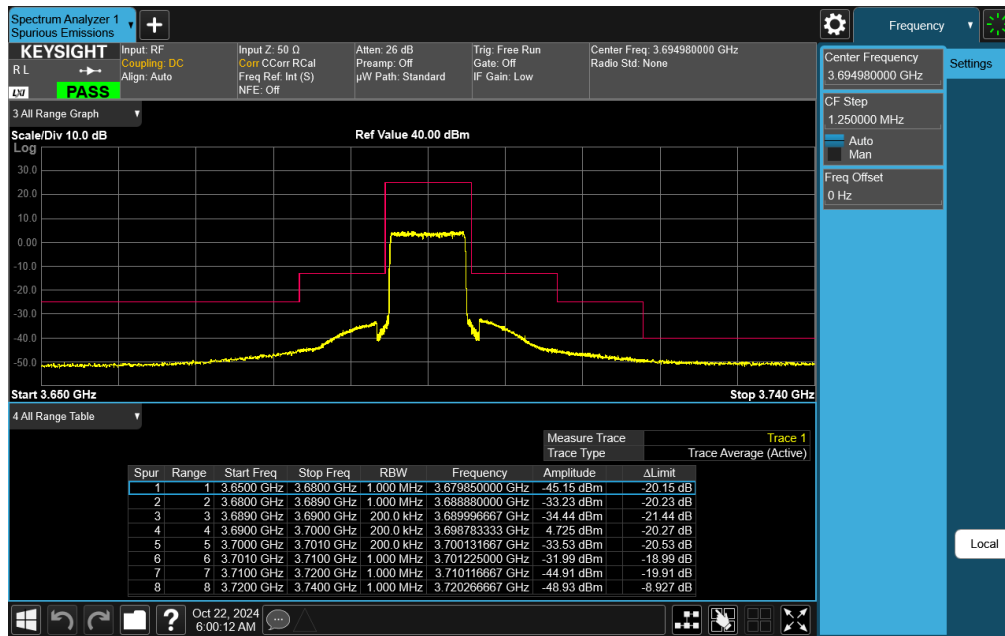 Spectrum Analyzer 1
Spurious Emissions
Frequency
KEYSIGHT
R L
LXI
PASS
Input: RF
Coupling: DC
Align: Auto
Input Z: 50 Ω
Corr CCorr RCal
Freq Ref: Int (S)
NFE: Off
Atten: 26 dB
Preamp: Off
µW Path: Standard
Trig: Free Run
Gate: Off
IF Gain: Low
Center Freq: 3.694980000 GHz
Radio Std: None
Center Frequency
3.694980000 GHz
Settings
CF Step
1.250000 MHz
Auto
Man
Freq Offset
0 Hz
Local
3 All Range Graph
Scale/Div 10.0 dB
Ref Value 40.00 dBm
Log
30.0
20.0
10.0
0.00
-10.0
-20.0
-30.0
-40.0
-50.0
Start 3.650 GHz
Stop 3.740 GHz
4 All Range Table
Measure Trace Trace 1
Trace Type Trace Average (Active)
Spur Range Start Freq Stop Freq RBW Frequency Amplitude ΔLimit
1 1 3.6500 GHz 3.6800 GHz 1.000 MHz 3.679850000 GHz -45.15 dBm -20.15 dB
2 2 3.6800 GHz 3.6890 GHz 1.000 MHz 3.688880000 GHz -33.23 dBm -20.23 dB
3 3 3.6890 GHz 3.6900 GHz 200.0 kHz 3.689996667 GHz -34.44 dBm -21.44 dB
4 4 3.6900 GHz 3.7000 GHz 200.0 kHz 3.698783333 GHz 4.725 dBm -20.27 dB
5 5 3.7000 GHz 3.7010 GHz 200.0 kHz 3.700131667 GHz -33.53 dBm -20.53 dB
6 6 3.7010 GHz 3.7100 GHz 1.000 MHz 3.701225000 GHz -31.99 dBm -18.99 dB
7 7 3.7100 GHz 3.7200 GHz 1.000 MHz 3.710116667 GHz -44.91 dBm -19.91 dB
8 8 3.7200 GHz 3.7400 GHz 1.000 MHz 3.720266667 GHz -48.93 dBm -8.927 dB
?
Oct 22, 2024
6:00:12 AM